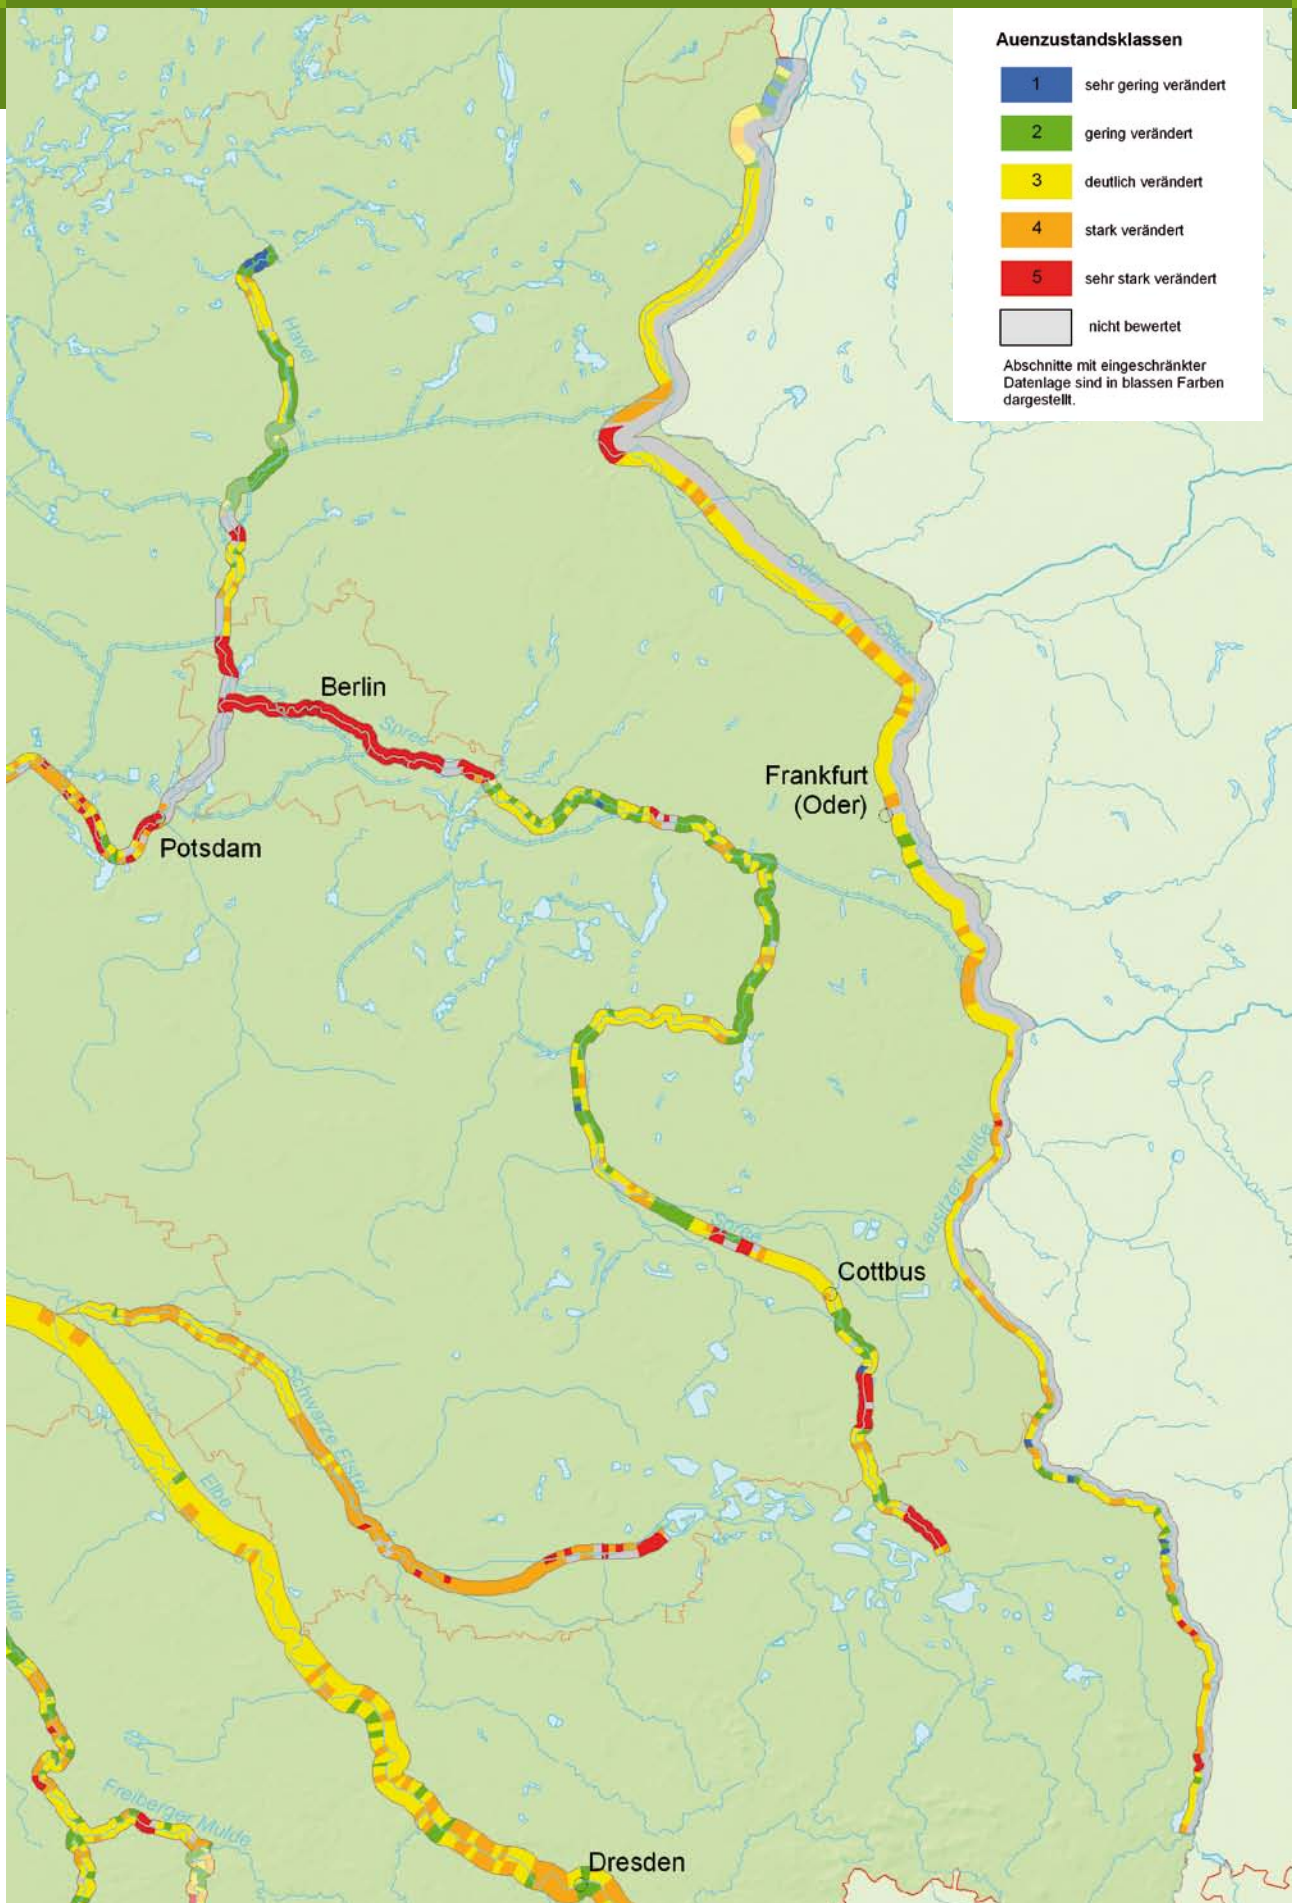 Auenzustandsklassen
1 sehr gering verändert
2 gering verändert
3 deutlich verändert
4 stark verändert
5 sehr stark verändert
nicht bewertet
Abschnitte mit eingeschränkter
Datenlage sind in blassen Farben
dargestellt.
Havel
Oder
Berlin
Spree
Frankfurt
(Oder)
Potsdam
Lausitzer Neiße
Spree
Cottbus
Schwarze Elster
Elbe
Mulde
Freiberger Mulde
Dresden